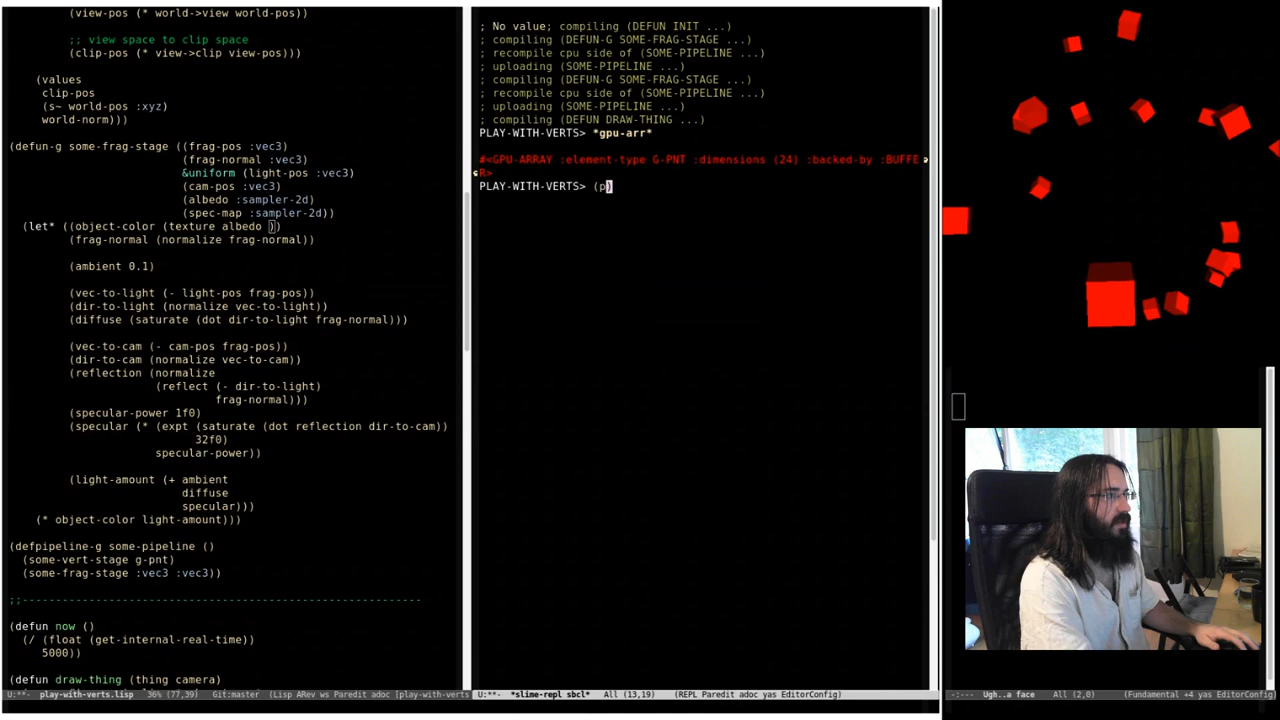 (view-pos (* world->view world-pos))
;; view space to clip space
(clip-pos (* view->clip view-pos)))
(values
clip-pos
(s~ world-pos :xyz)
world-norm)))
(defun-g some-frag-stage ((frag-pos :vec3)
(frag-normal :vec3)
&uniform (light-pos :vec3)
(cam-pos :vec3)
(albedo :sampler-2d)
(spec-map :sampler-2d))
(let* ((object-color (texture albedo ))
(frag-normal (normalize frag-normal))
(ambient 0.1)
(vec-to-light (- light-pos frag-pos))
(dir-to-light (normalize vec-to-light))
(diffuse (saturate (dot dir-to-light frag-normal)))
(vec-to-cam (- cam-pos frag-pos))
(dir-to-cam (normalize vec-to-cam))
(reflection (normalize
(reflect (- dir-to-light)
frag-normal)))
(specular-power 1f0)
(specular (* (expt (saturate (dot reflection dir-to-cam))
32f0)
specular-power))
(light-amount (+ ambient
diffuse
specular)))
(* object-color light-amount)))
(defpipeline-g some-pipeline ()
(some-vert-stage g-pnt)
(some-frag-stage :vec3 :vec3))
;;------------------------------------------------------------
(defun now ()
(/ (float (get-internal-real-time))
5000))
(defun draw-thing (thing camera)
U:**- play-with-verts.lisp 36% (77,39) Git:master (Lisp ARev ws Paredit adoc [play-with-verts
; No value; compiling (DEFUN INIT ...)
; compiling (DEFUN-G SOME-FRAG-STAGE ...)
; recompile cpu side of (SOME-PIPELINE ...)
; uploading (SOME-PIPELINE ...)
; compiling (DEFUN-G SOME-FRAG-STAGE ...)
; recompile cpu side of (SOME-PIPELINE ...)
; uploading (SOME-PIPELINE ...)
; compiling (DEFUN DRAW-THING ...)
PLAY-WITH-VERTS> *gpu-arr*
#<GPU-ARRAY :element-type G-PNT :dimensions (24) :backed-by :BUFFE
R>
PLAY-WITH-VERTS> (p)
U:**- *slime-repl sbcl* All (13,19) (REPL Paredit adoc yas EditorConfig)
-:--- Ugh..a face All (2,0) (Fundamental +4 yas EditorConfig)